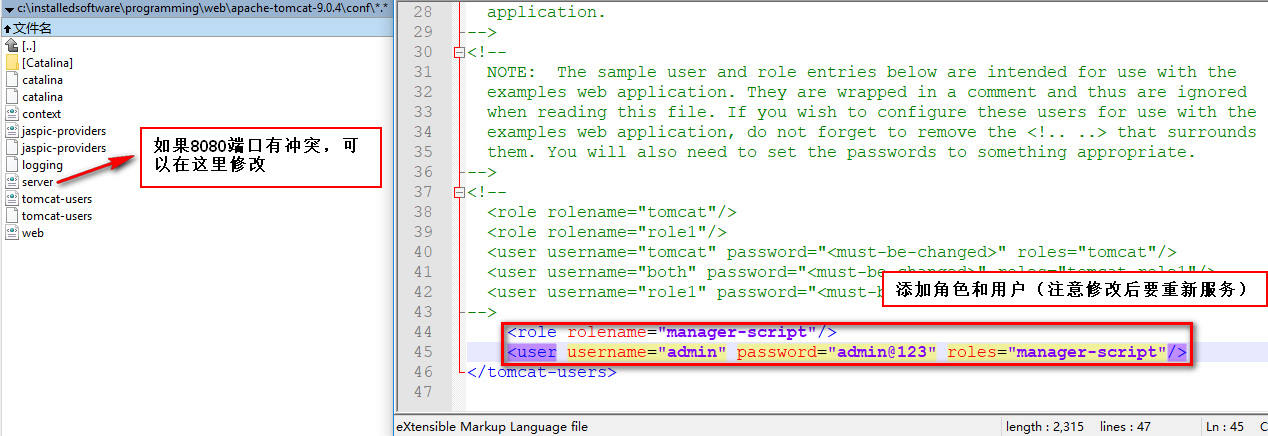 c:\installedsoftware\programming\web\apache-tomcat-9.0.4\conf\*.*
文件名
[..]
[Catalina]
catalina
catalina
context
jaspic-providers
jaspic-providers
logging
server
tomcat-users
tomcat-users
web
如果8080端口有冲突，可
以在这里修改
28 application.
29 -->
30 <!--
31 NOTE:  The sample user and role entries below are intended for use with the
32 examples web application. They are wrapped in a comment and thus are ignored
33 when reading this file. If you wish to configure these users for use with the
34 examples web application, do not forget to remove the <!.. ..> that surrounds
35 them. You will also need to set the passwords to something appropriate.
36 -->
37 <!--
38 <role rolename="tomcat"/>
39 <role rolename="role1"/>
40 <user username="tomcat" password="<must-be-changed>" roles="tomcat"/>
41 <user username="both" password="<must-be-changed>" roles="tomcat,role1"/>
42 <user username="role1" password="<must-b
添加角色和用户（注意修改后要重新服务）
43 -->
44 <role rolename="manager-script"/>
45 <user username="admin" password="admin@123" roles="manager-script"/>
46 </tomcat-users>
47
eXtensible Markup Language file
length : 2,315 lines : 47
Ln : 45 C